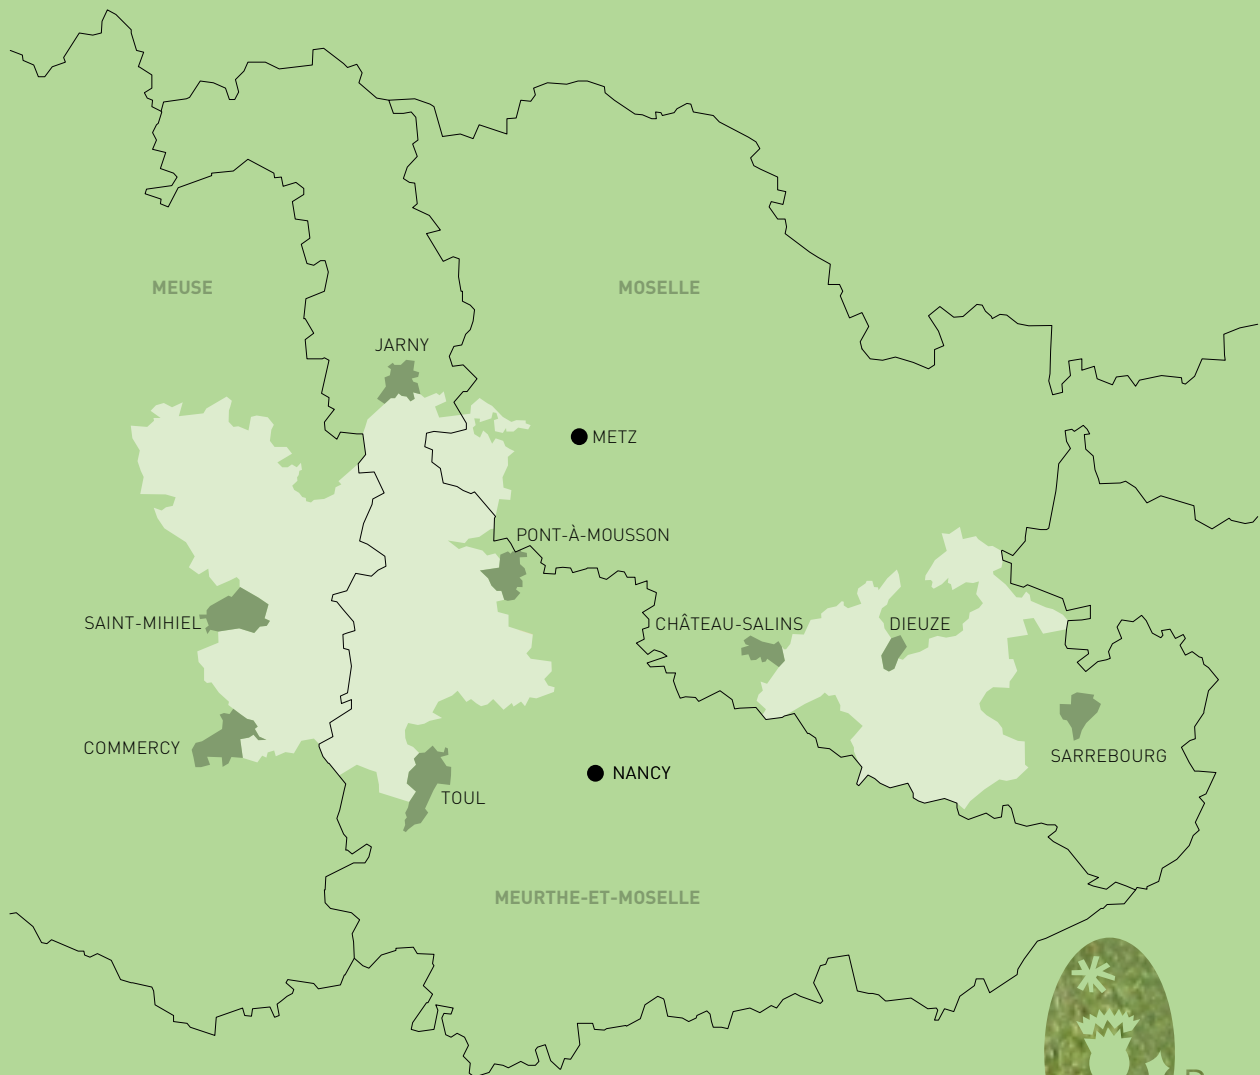 MEUSE
MOSELLE
JARNY
METZ
PONT-À-MOUSSON
SAINT-MIHIEL
CHÂTEAU-SALINS
DIEUZE
COMMERCY
SARREBOURG
NANCY
TOUL
MEURTHE-ET-MOSELLE